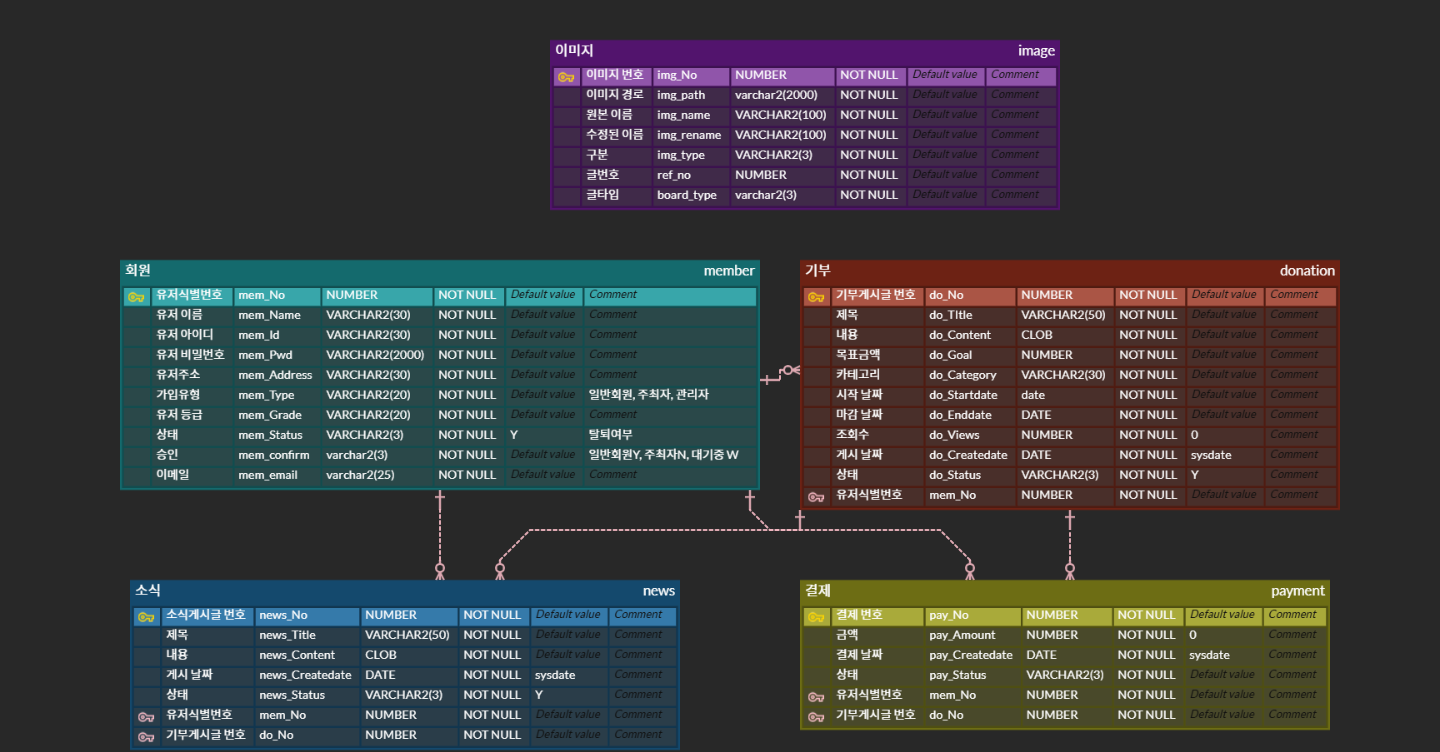 이미지 image
이미지 번호 img_No NUMBER NOT NULL Default value Comment
이미지 경로 img_path varchar2(2000) NOT NULL Default value Comment
원본 이름 img_name VARCHAR2(100) NOT NULL Default value Comment
수정된 이름 img_rename VARCHAR2(100) NOT NULL Default value Comment
구분 img_type VARCHAR2(3) NOT NULL Default value Comment
글번호 ref_no NUMBER NOT NULL Default value Comment
글타입 board_type varchar2(3) NOT NULL Default value Comment
회원 member
유저식별번호 mem_No NUMBER NOT NULL Default value Comment
유저 이름 mem_Name VARCHAR2(30) NOT NULL Default value Comment
유저 아이디 mem_Id VARCHAR2(30) NOT NULL Default value Comment
유저 비밀번호 mem_Pwd VARCHAR2(2000) NOT NULL Default value Comment
유저주소 mem_Address VARCHAR2(30) NOT NULL Default value Comment
가입유형 mem_Type VARCHAR2(20) NOT NULL Default value 일반회원, 주최자, 관리자
유저 등급 mem_Grade VARCHAR2(20) NOT NULL Default value Comment
상태 mem_Status VARCHAR2(3) NOT NULL Y 탈퇴여부
승인 mem_confirm varchar2(3) NOT NULL Default value 일반회원Y, 주최자N, 대기중 W
이메일 mem_email varchar2(25) NOT NULL Default value Comment
기부 donation
기부게시글 번호 do_No NUMBER NOT NULL Default value Comment
제목 do_TItle VARCHAR2(50) NOT NULL Default value Comment
내용 do_Content CLOB NOT NULL Default value Comment
목표금액 do_Goal NUMBER NOT NULL Default value Comment
카테고리 do_Category VARCHAR2(30) NOT NULL Default value Comment
시작 날짜 do_Startdate date NOT NULL Default value Comment
마감 날짜 do_Enddate DATE NOT NULL Default value Comment
조회수 do_Views NUMBER NOT NULL 0 Comment
게시 날짜 do_Createdate DATE NOT NULL sysdate Comment
상태 do_Status VARCHAR2(3) NOT NULL Y Comment
유저식별번호 mem_No NUMBER NOT NULL Default value Comment
소식 news
소식게시글 번호 news_No NUMBER NOT NULL Default value Comment
제목 news_Title VARCHAR2(50) NOT NULL Default value Comment
내용 news_Content CLOB NOT NULL Default value Comment
게시 날짜 news_Createdate DATE NOT NULL sysdate Comment
상태 news_Status VARCHAR2(3) NOT NULL Y Comment
유저식별번호 mem_No NUMBER NOT NULL Default value Comment
기부게시글 번호 do_No NUMBER NOT NULL Default value Comment
결제 payment
결제 번호 pay_No NUMBER NOT NULL Default value Comment
금액 pay_Amount NUMBER NOT NULL 0 Comment
결제 날짜 pay_Createdate DATE NOT NULL sysdate Comment
상태 pay_Status VARCHAR2(3) NOT NULL Default value Comment
유저식별번호 mem_No NUMBER NOT NULL Default value Comment
기부게시글 번호 do_No NUMBER NOT NULL Default value Comment